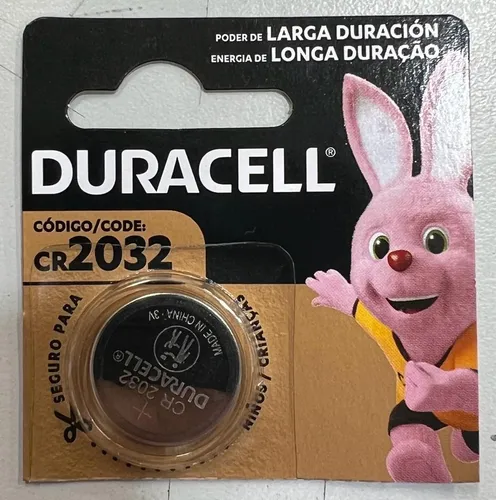 PODER DE LARGA DURACIÓN
ENERGIA DE LONGA DURAÇÃO
DURACELL®
CÓDIGO/CODE:
CR2032
SEGURO PARA
NIÑOS / CRIANÇAS
MADE IN CHINA · 3V
DURACELL®
CR 2032
+